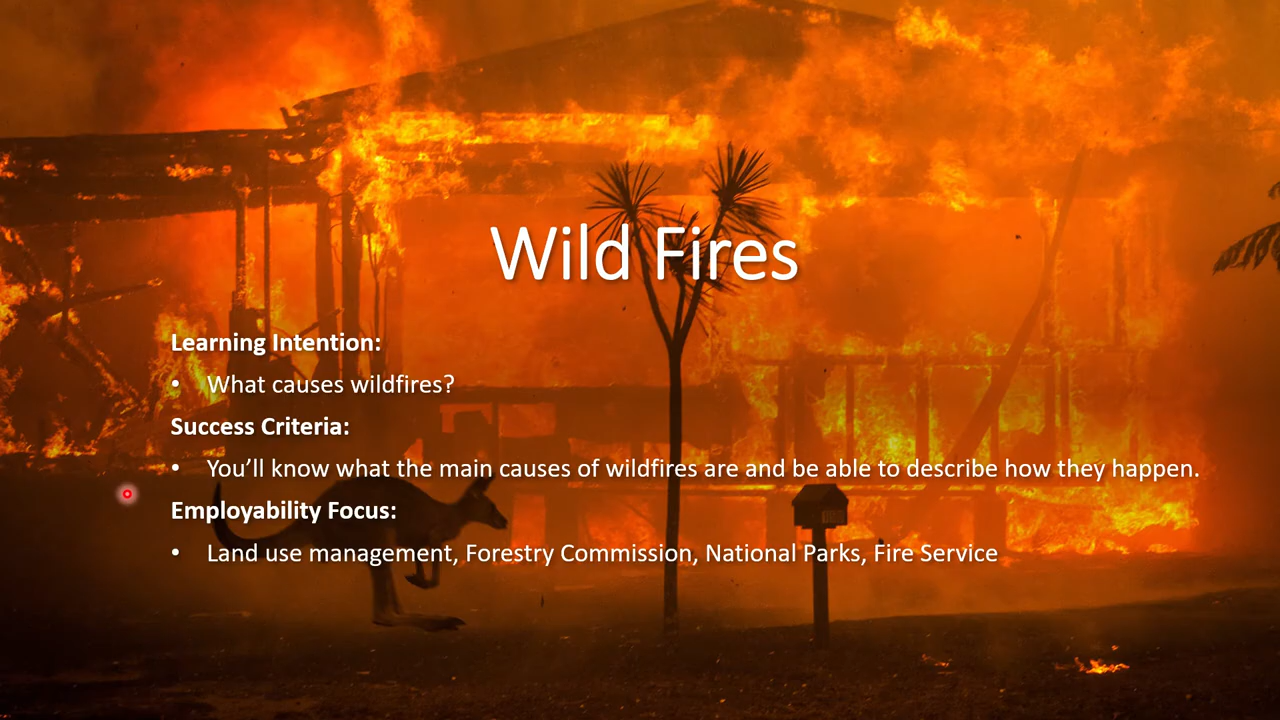 Wild Fires
Learning Intention:
• What causes wildfires?
Success Criteria:
• You’ll know what the main causes of wildfires are and be able to describe how they happen.
Employability Focus:
• Land use management, Forestry Commission, National Parks, Fire Service